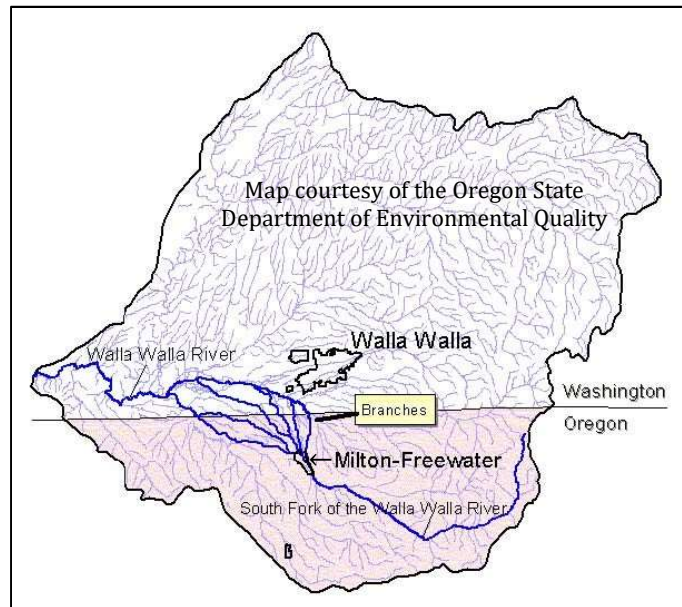 Map courtesy of the Oregon State
Department of Environmental Quality
Walla Walla
Walla Walla River
Washington
Branches
Oregon
Milton-Freewater
South Fork of the Walla Walla River